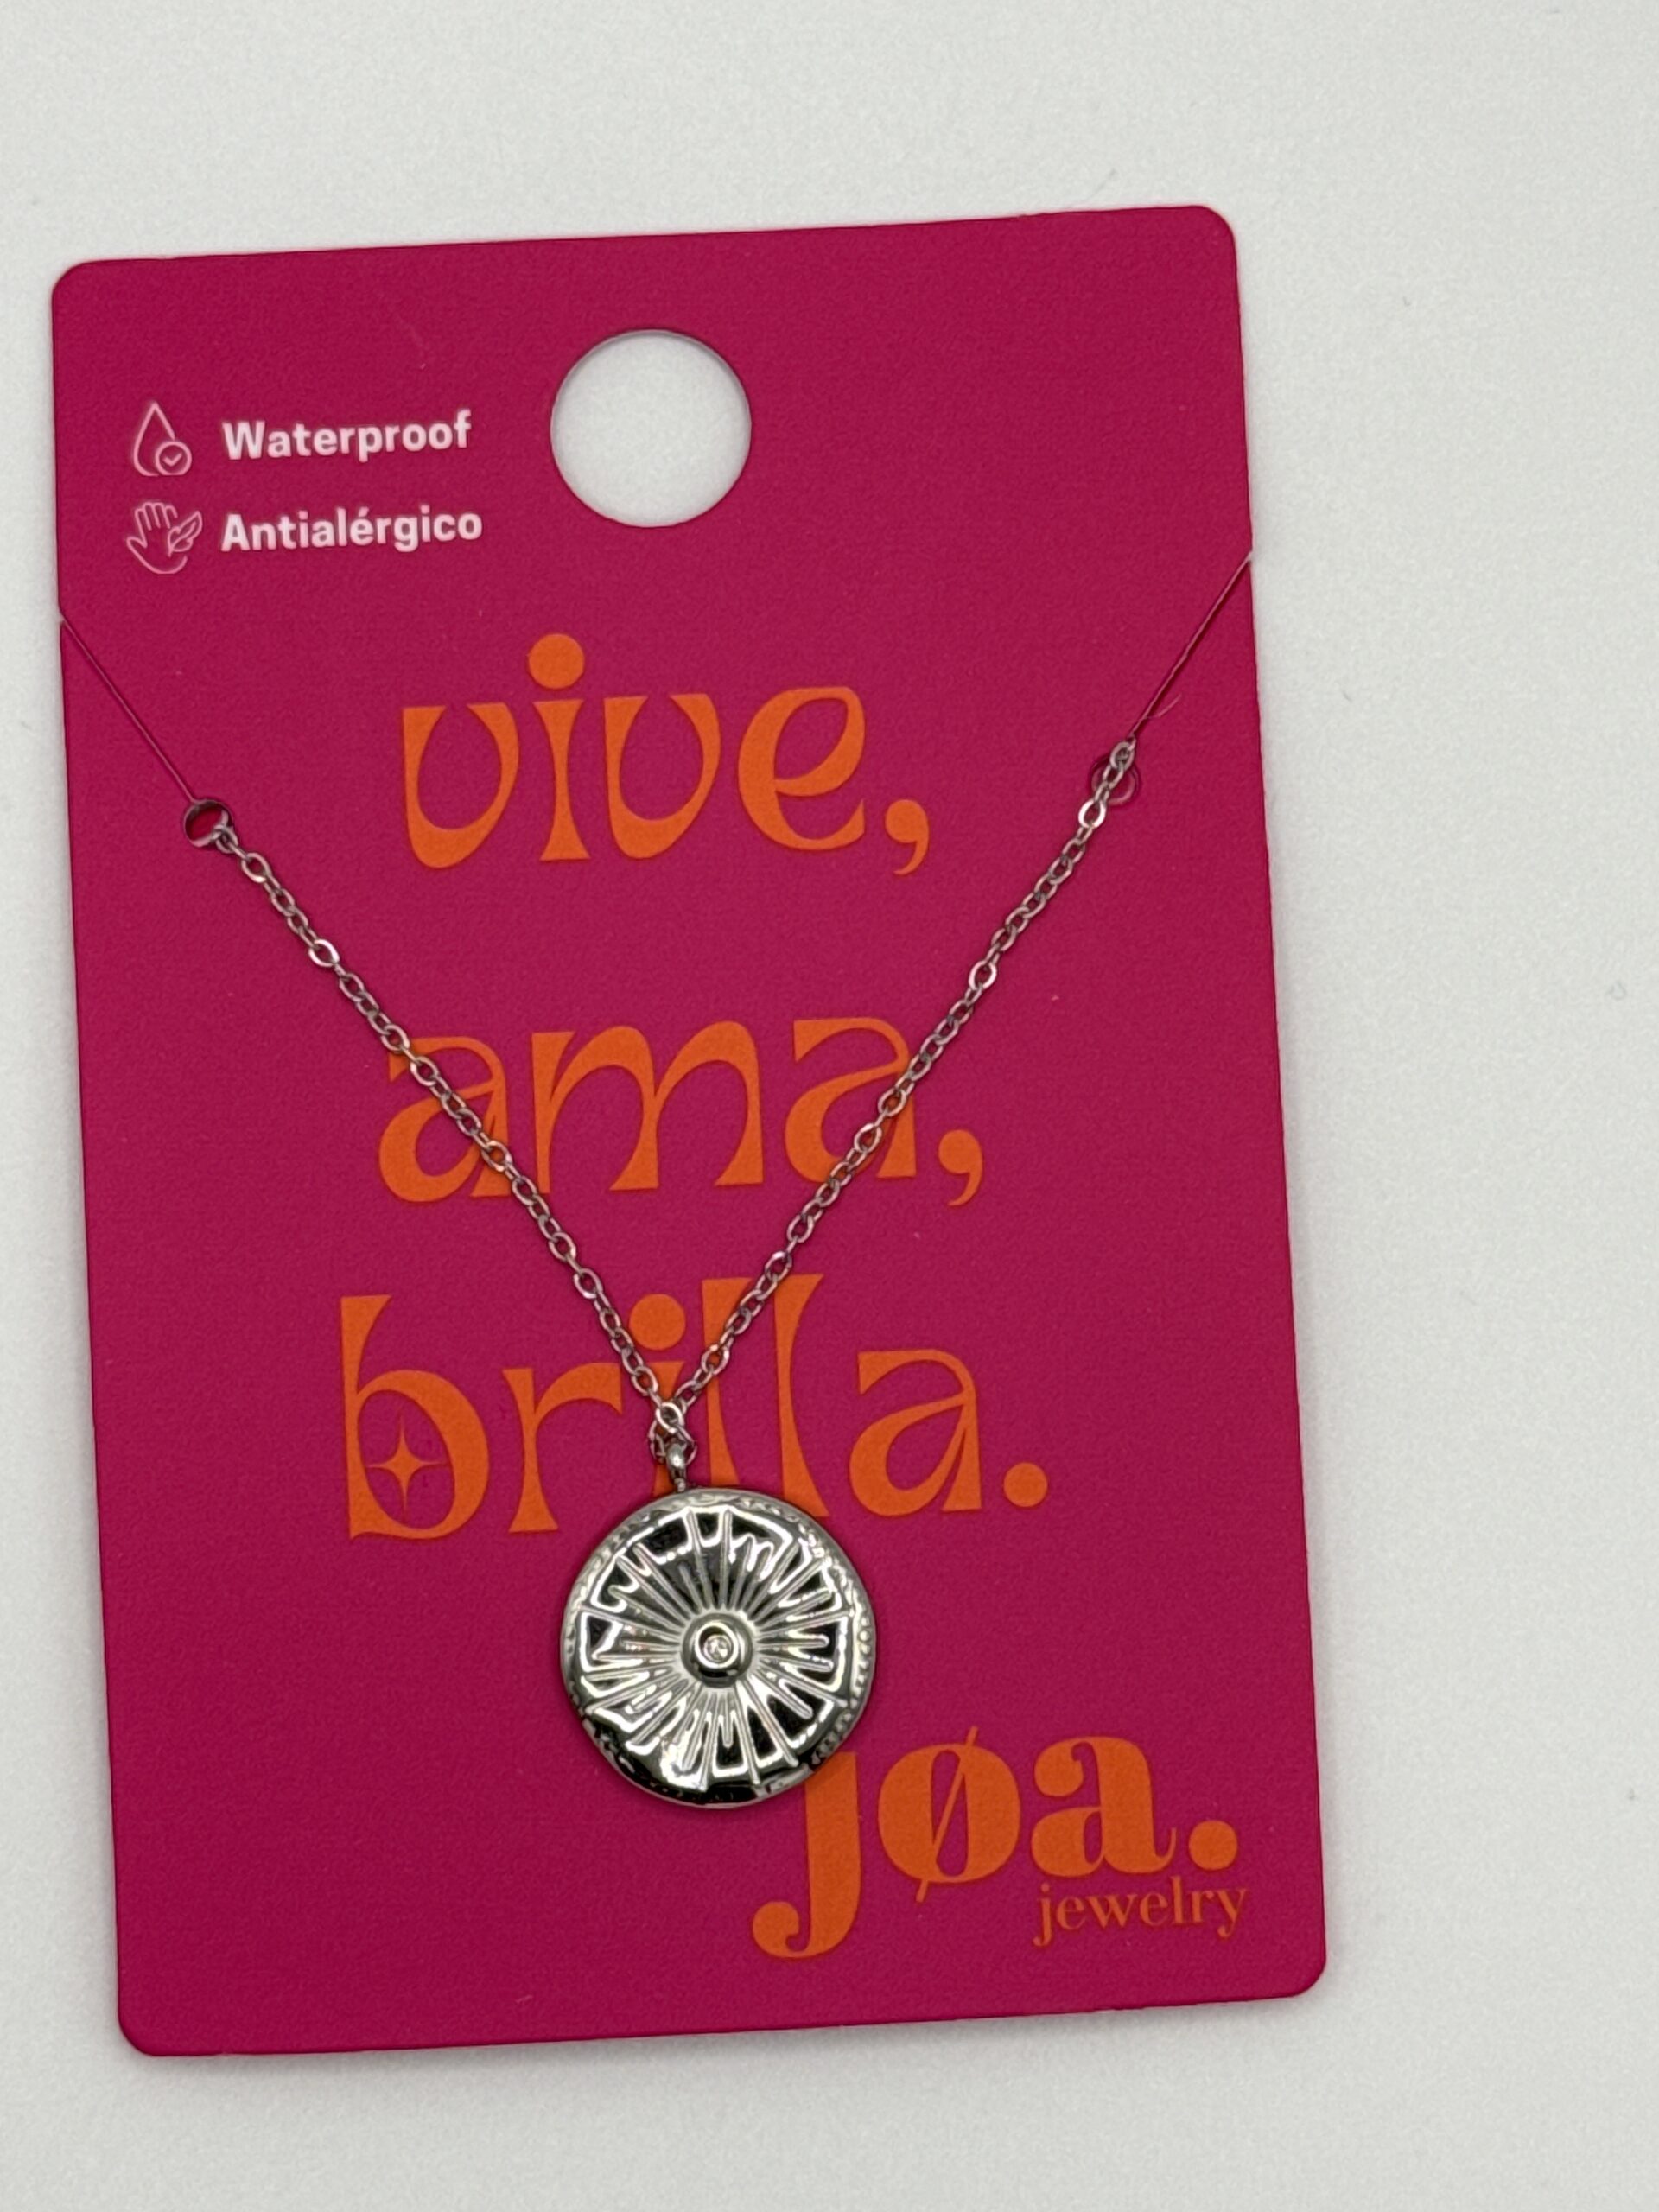 Waterproof
Antialérgico
vive,
ama,
brilla.
jøa.
jewelry